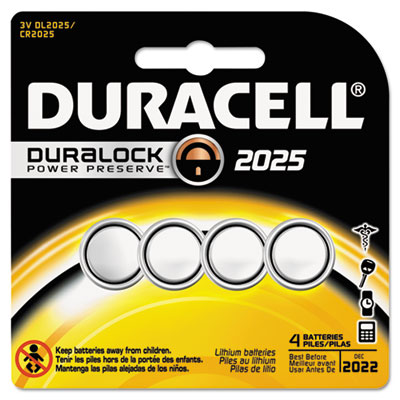 3V DL2025/
CR2025
DURACELL
DURALOCK
POWER PRESERVE™
2025
Keep batteries away from children.
Tenir les piles hors de la portée des enfants.
Mantenga las pilas alejadas de los niños.
Lithium batteries
Piles au lithium
Pilas de litio
4 BATTERIES
PILES/PILAS
Best Before
Meilleur avant
Usar Antes De:
DEC
2022